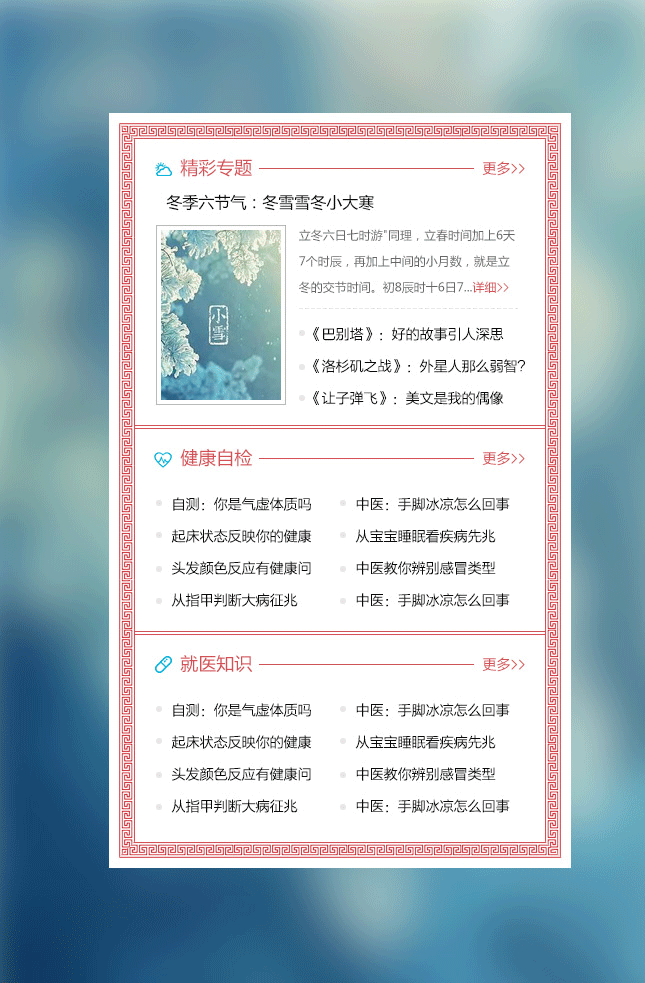 精彩专题
更多>>
冬季六节气：冬雪雪冬小大寒
小雪
立冬六日七时游"同理，立春时间加上6天
7个时辰，再加上中间的小月数，就是立
冬的交节时间。初8辰时十6日7...详细>>
《巴别塔》：好的故事引人深思
《洛杉矶之战》：外星人那么弱智?
《让子弹飞》：美文是我的偶像
健康自检
更多>>
自测：你是气虚体质吗
中医：手脚冰凉怎么回事
起床状态反映你的健康
从宝宝睡眠看疾病先兆
头发颜色反应有健康问
中医教你辨别感冒类型
从指甲判断大病征兆
中医：手脚冰凉怎么回事
就医知识
更多>>
自测：你是气虚体质吗
中医：手脚冰凉怎么回事
起床状态反映你的健康
从宝宝睡眠看疾病先兆
头发颜色反应有健康问
中医教你辨别感冒类型
从指甲判断大病征兆
中医：手脚冰凉怎么回事